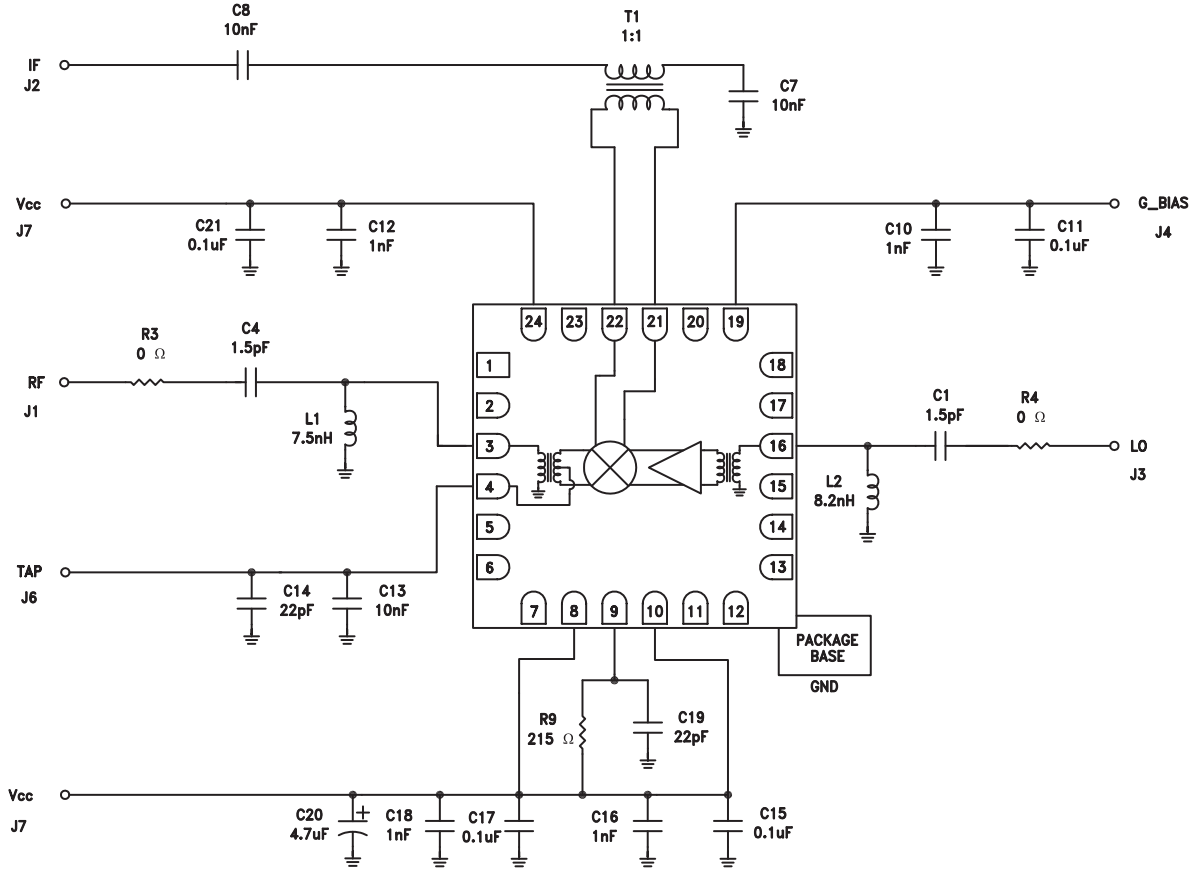 C8
10nF
T1
1:1
IF
J2
C7
10nF
Vcc
J7
C21
0.1uF
C12
1nF
C10
1nF
C11
0.1uF
G_BIAS
J4
24
23
22
21
20
19
R3
0 Ω
C4
1.5pF
RF
J1
L1
7.5nH
1
2
3
4
5
6
18
17
16
15
14
13
C1
1.5pF
R4
0 Ω
LO
J3
L2
8.2nH
TAP
J6
C14
22pF
C13
10nF
7
8
9
10
11
12
PACKAGE
BASE
GND
R9
215 Ω
C19
22pF
Vcc
J7
C20
4.7uF
+
C18
1nF
C17
0.1uF
C16
1nF
C15
0.1uF